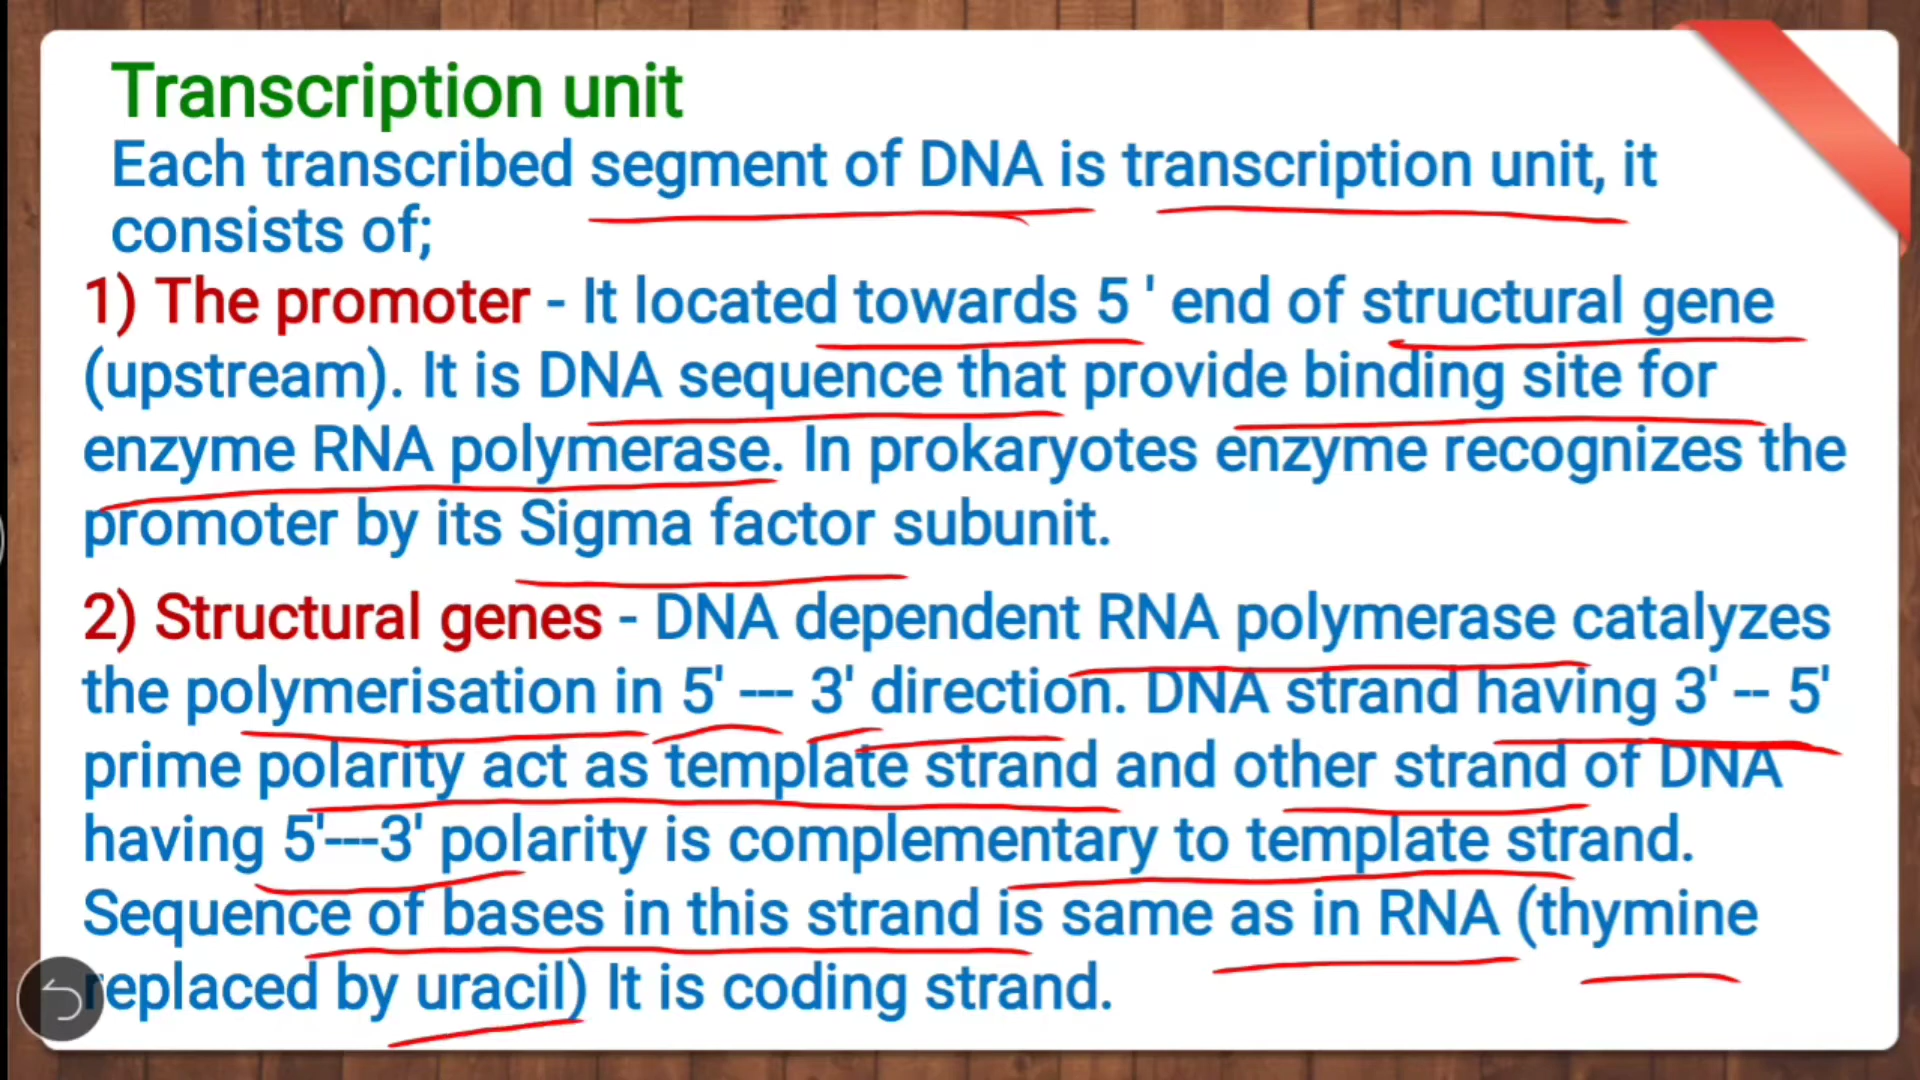 Transcription unit
Each transcribed segment of DNA is transcription unit, it
consists of;
1) The promoter - It located towards 5 ' end of structural gene
(upstream). It is DNA sequence that provide binding site for
enzyme RNA polymerase. In prokaryotes enzyme recognizes the
promoter by its Sigma factor subunit.
2) Structural genes - DNA dependent RNA polymerase catalyzes
the polymerisation in 5' --- 3' direction. DNA strand having 3' -- 5'
prime polarity act as template strand and other strand of DNA
having 5'---3' polarity is complementary to template strand.
Sequence of bases in this strand is same as in RNA (thymine
replaced by uracil) It is coding strand.